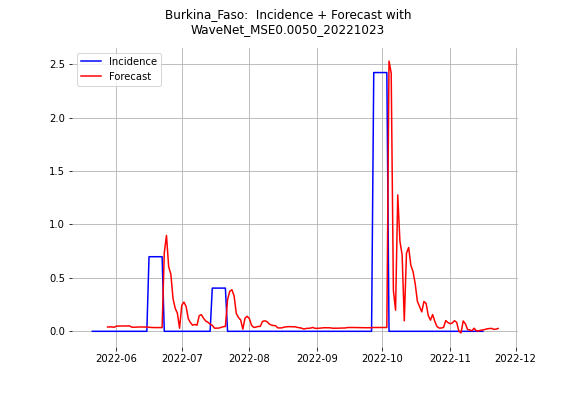 Burkina_Faso:  Incidence + Forecast with
WaveNet_MSE0.0050_20221023
Incidence
Forecast
2.5
2.0
1.5
1.0
0.5
0.0
2022-06 2022-07 2022-08 2022-09 2022-10 2022-11 2022-12